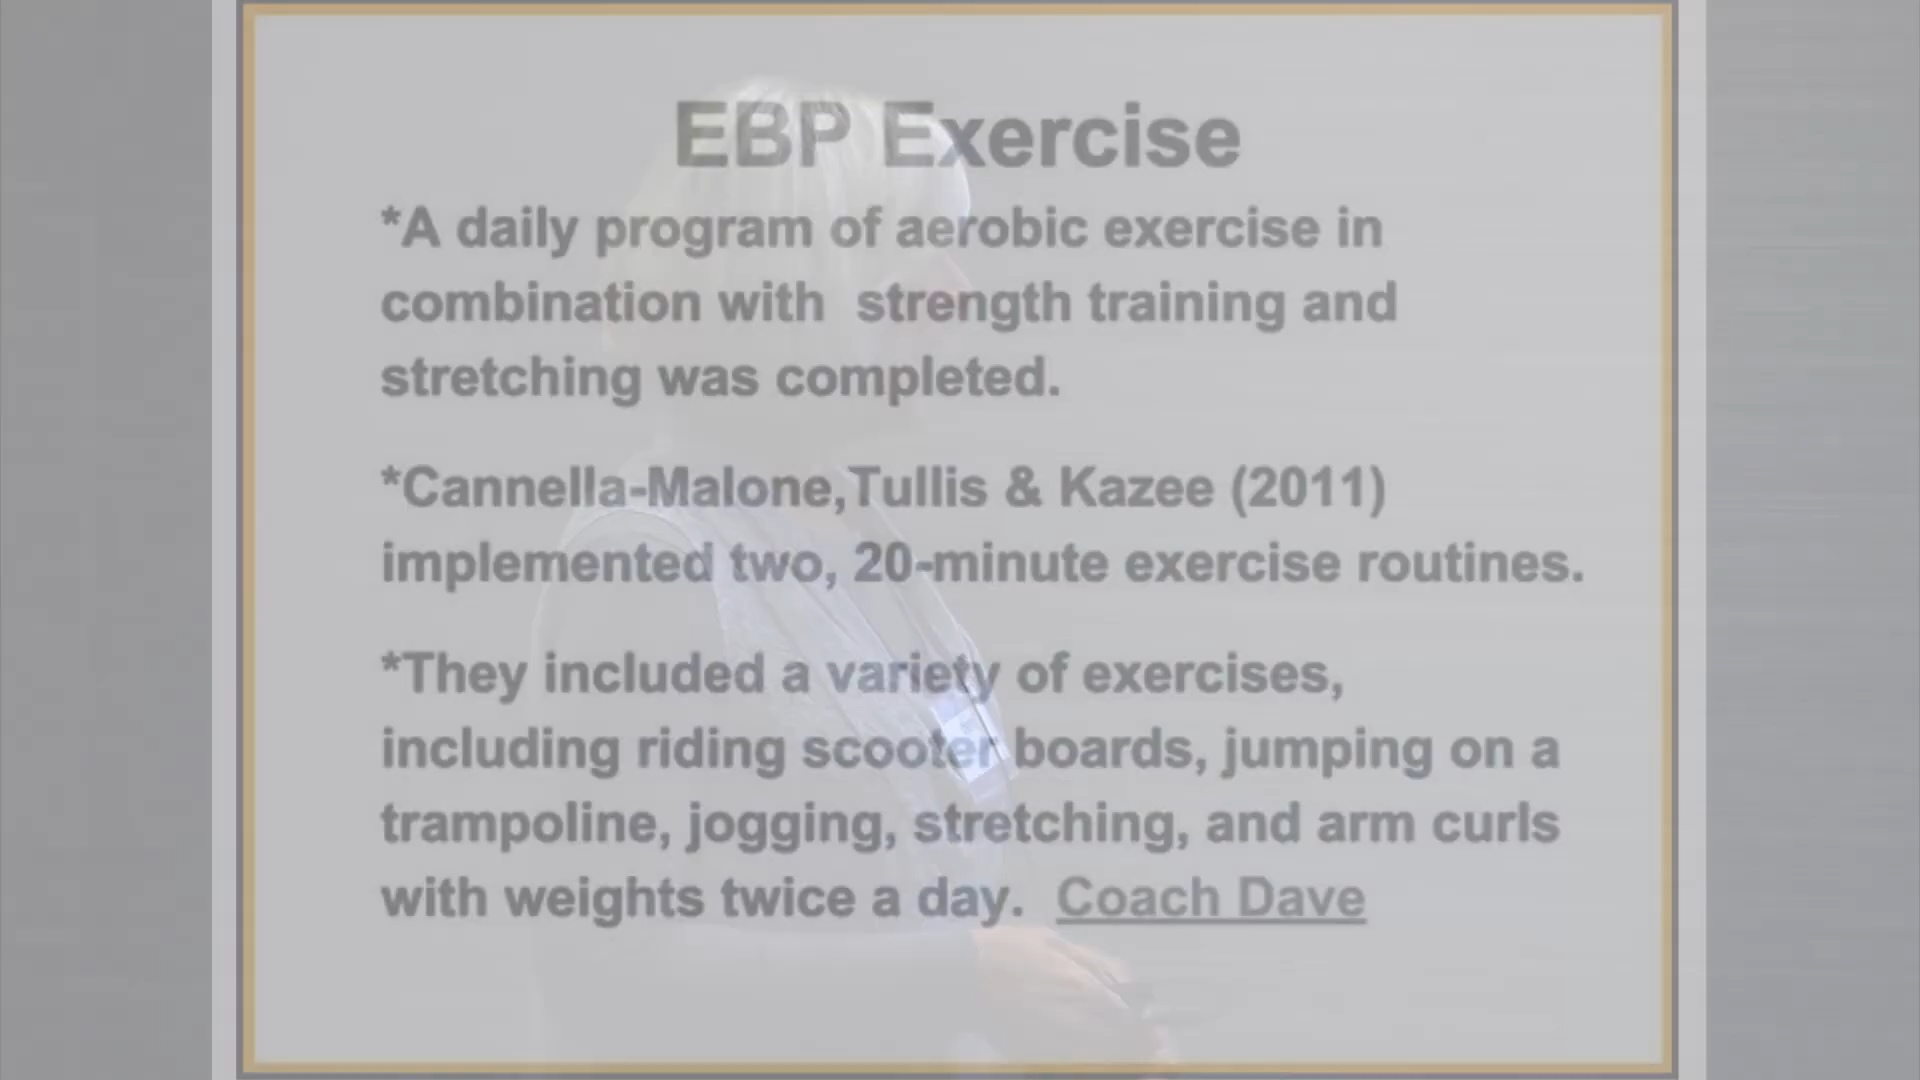 EBP Exercise
*A daily program of aerobic exercise in
combination with  strength training and
stretching was completed.
*Cannella-Malone,Tullis & Kazee (2011)
implemented two, 20-minute exercise routines.
*They included a variety of exercises,
including riding scooter boards, jumping on a
trampoline, jogging, stretching, and arm curls
with weights twice a day.  Coach Dave